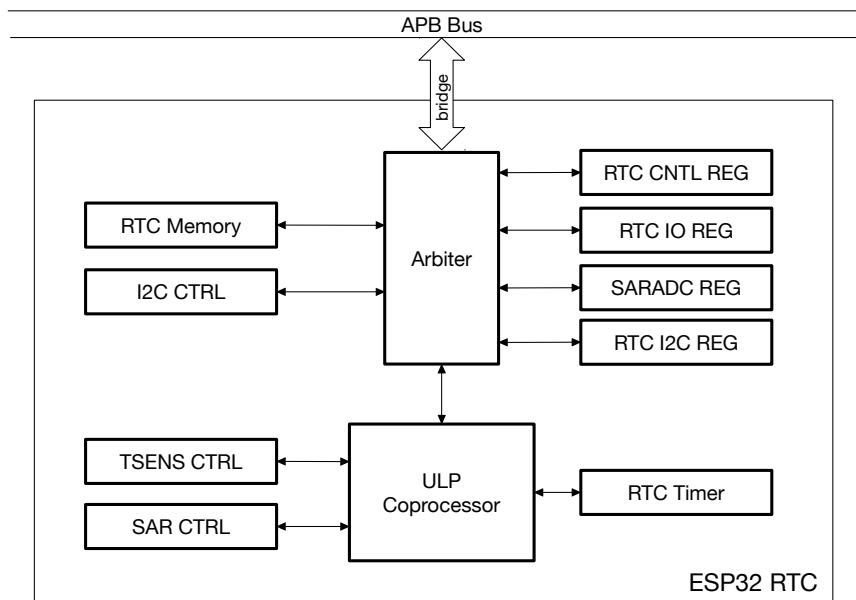 APB Bus
bridge
RTC CNTL REG
RTC Memory
RTC IO REG
Arbiter
I2C CTRL
SARADC REG
RTC I2C REG
TSENS CTRL
ULP
Coprocessor
RTC Timer
SAR CTRL
ESP32 RTC